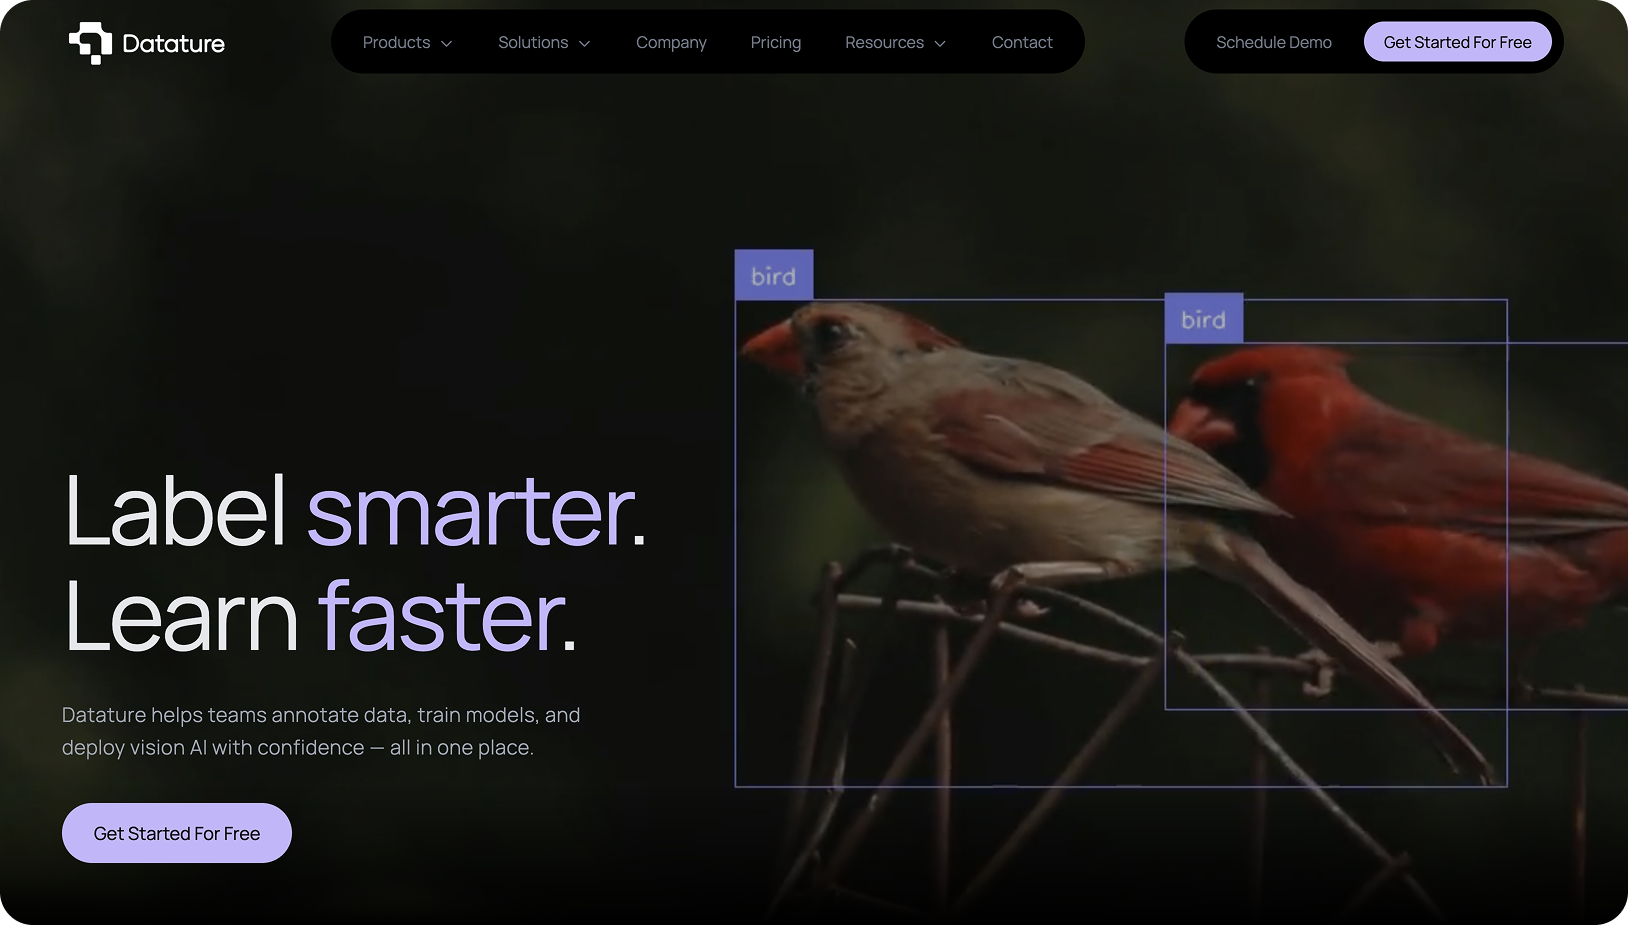 Datature
Products
Solutions
Company
Pricing
Resources
Contact
Schedule Demo
Get Started For Free
bird
bird
Label smarter.
Learn faster.
Datature helps teams annotate data, train models, and
deploy vision AI with confidence — all in one place.
Get Started For Free